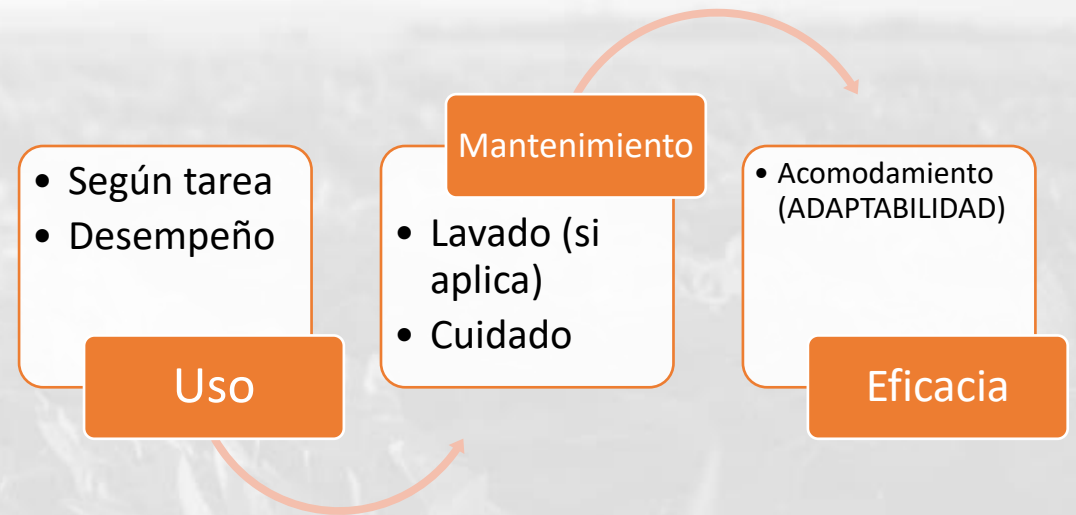 • Según tarea
• Desempeño
Uso
Mantenimiento
• Lavado (si
aplica)
• Cuidado
• Acomodamiento
(ADAPTABILIDAD)
Eficacia